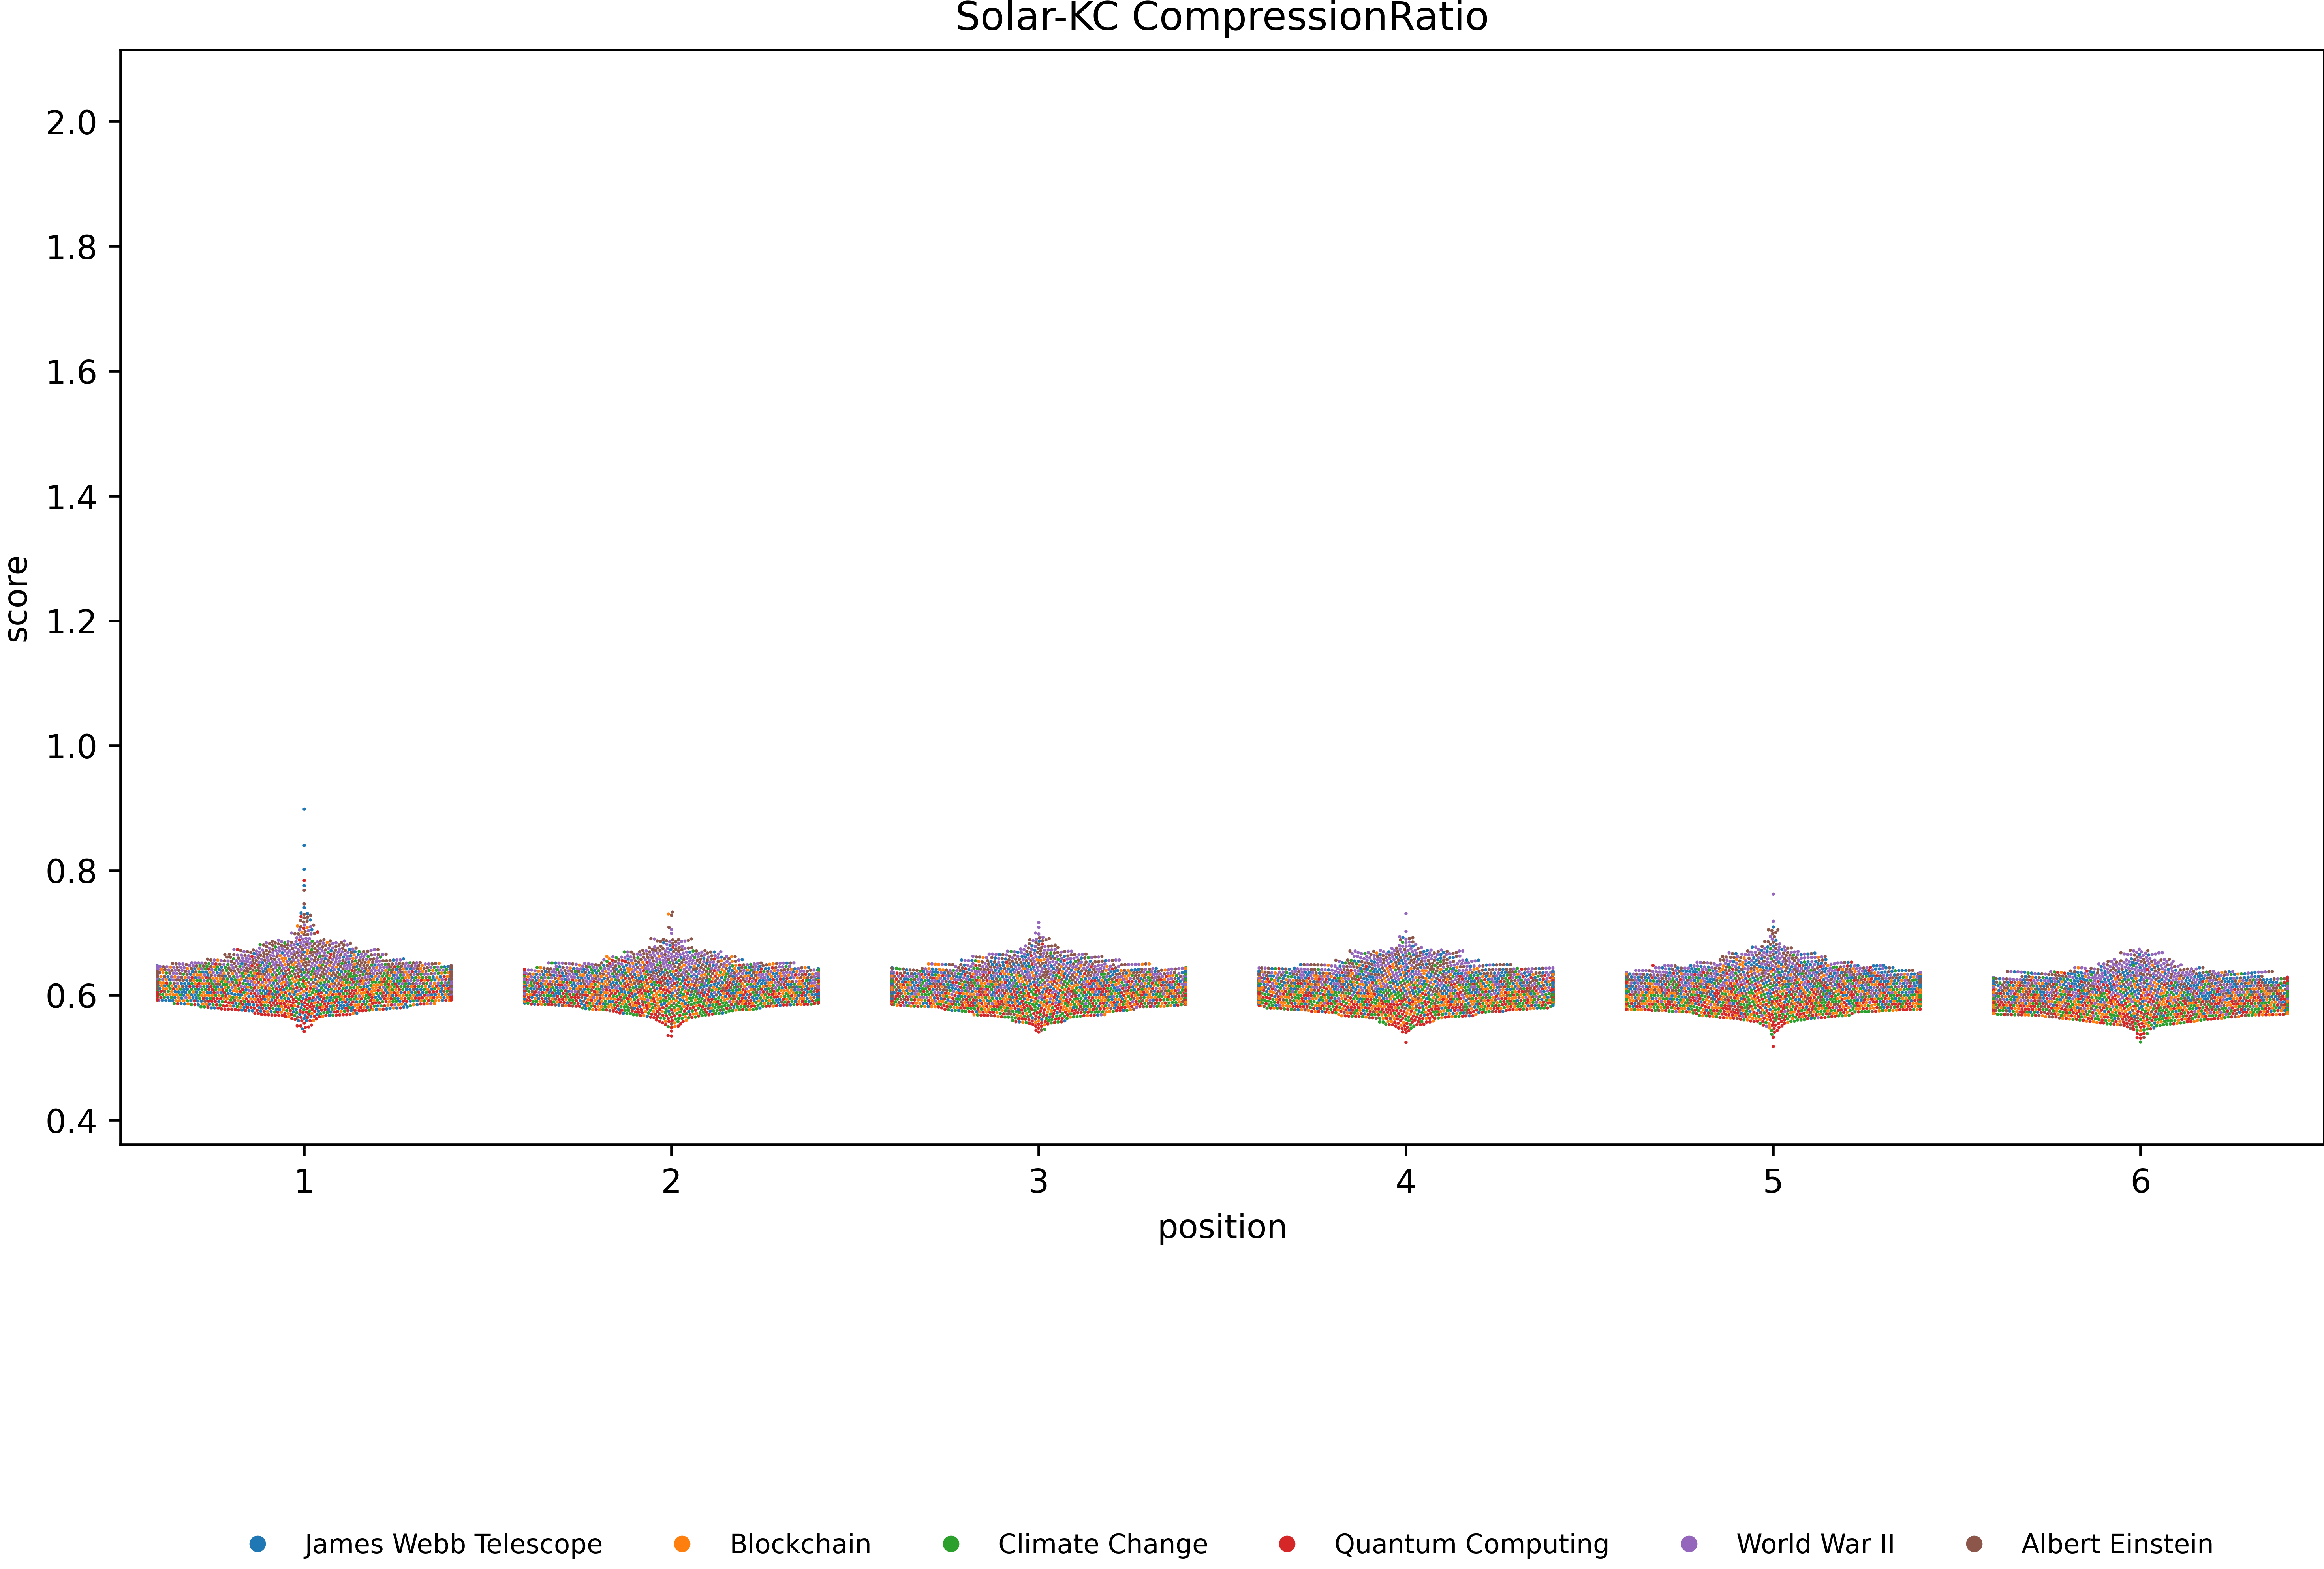 Solar-KC CompressionRatio
2.0
1.8
1.6
1.4
1.2
1.0
0.8
0.6
0.4
score
1 2 3 4 5 6
position
James Webb Telescope Blockchain Climate Change Quantum Computing World War II Albert Einstein